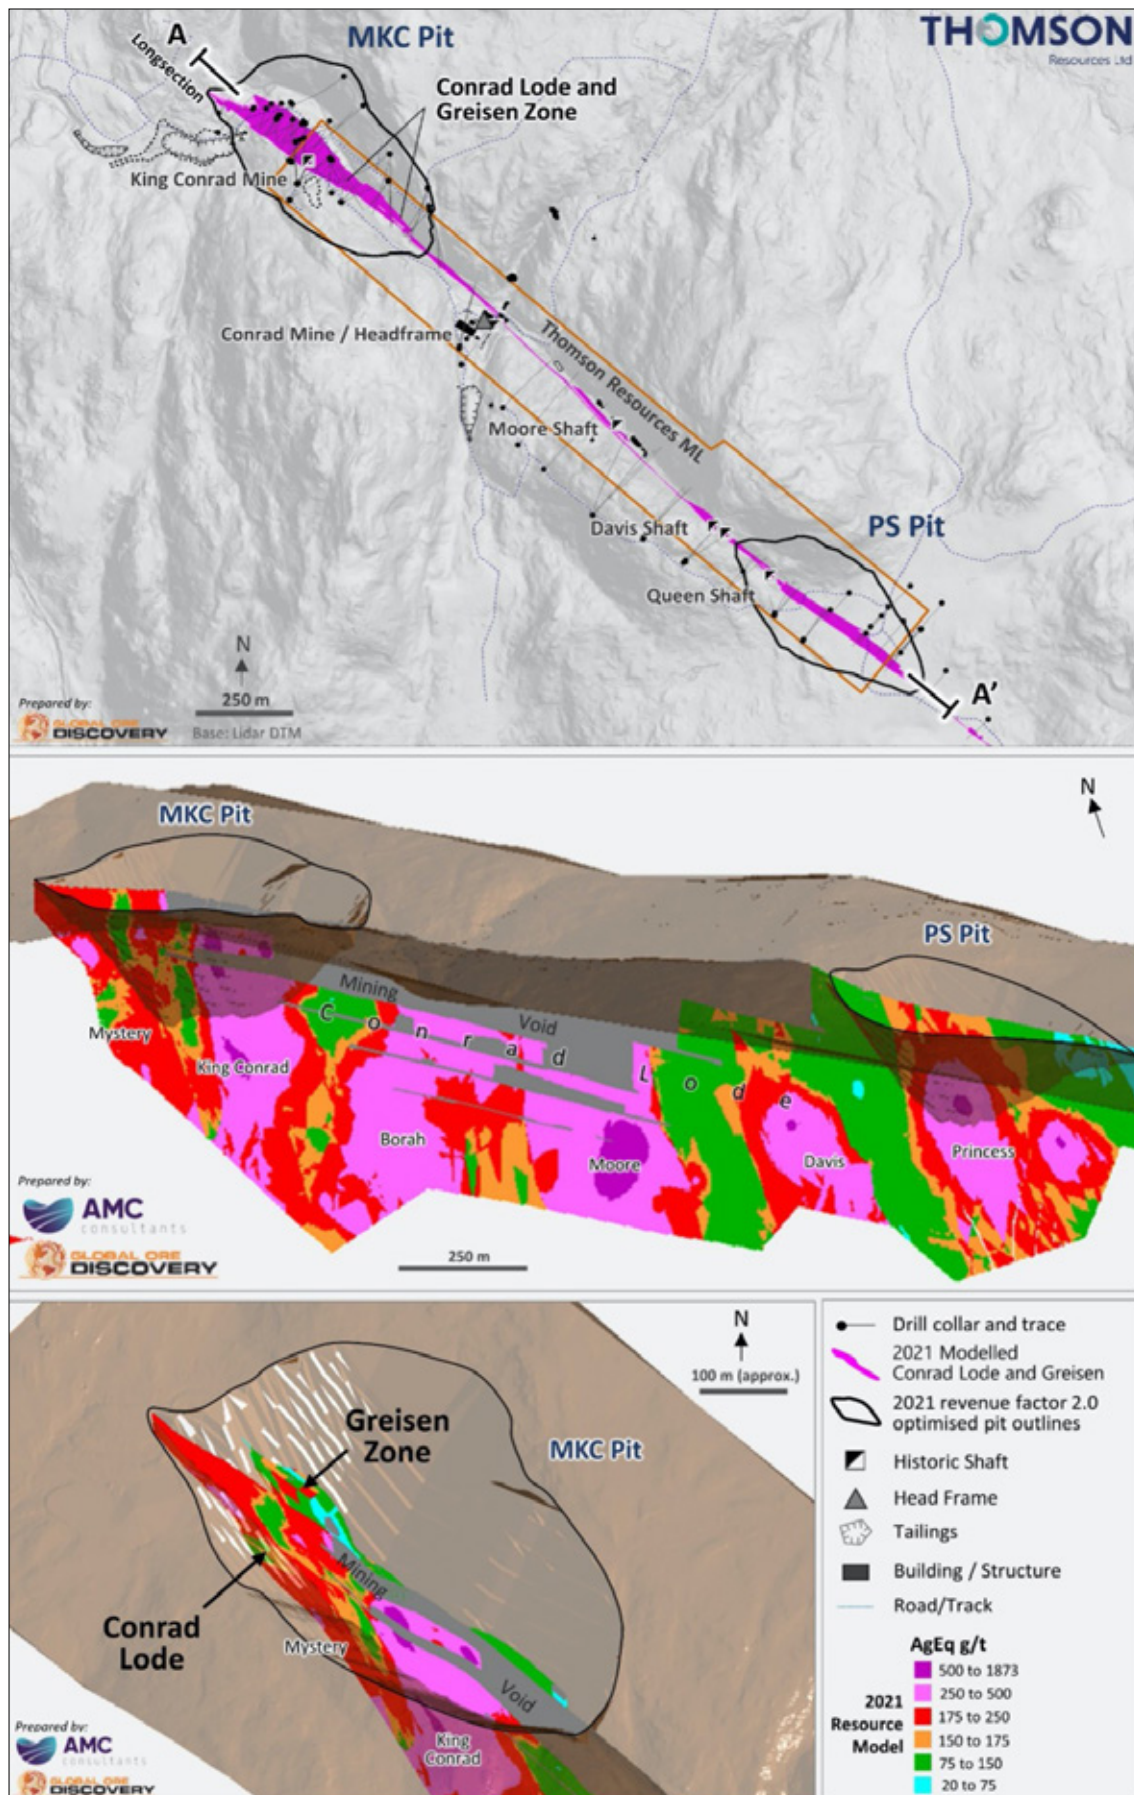 THOMSON
Resources Ltd
A
Longsection
MKC Pit
Conrad Lode and
Greisen Zone
King Conrad Mine
Conrad Mine / Headframe
Thomson Resources ML
Moore Shaft
Davis Shaft
PS Pit
Queen Shaft
N
250 m
Base: Lidar DTM
A'
Prepared by:
GLOBAL ORE
DISCOVERY
MKC Pit
N
PS Pit
Mining
Void
Conrad Lode
Mystery
King Conrad
Borah
Moore
Davis
Princess
Prepared by:
AMC
consultants
GLOBAL ORE
DISCOVERY
250 m
N
100 m (approx.)
Greisen
Zone
MKC Pit
Mining
Void
Conrad
Lode
Mystery
King
Conrad
Prepared by:
AMC
consultants
GLOBAL ORE
DISCOVERY
Drill collar and trace
2021 Modelled
Conrad Lode and Greisen
2021 revenue factor 2.0
optimised pit outlines
Historic Shaft
Head Frame
Tailings
Building / Structure
Road/Track
AgEq g/t
2021
Resource
Model
500 to 1873
250 to 500
175 to 250
150 to 175
75 to 150
20 to 75